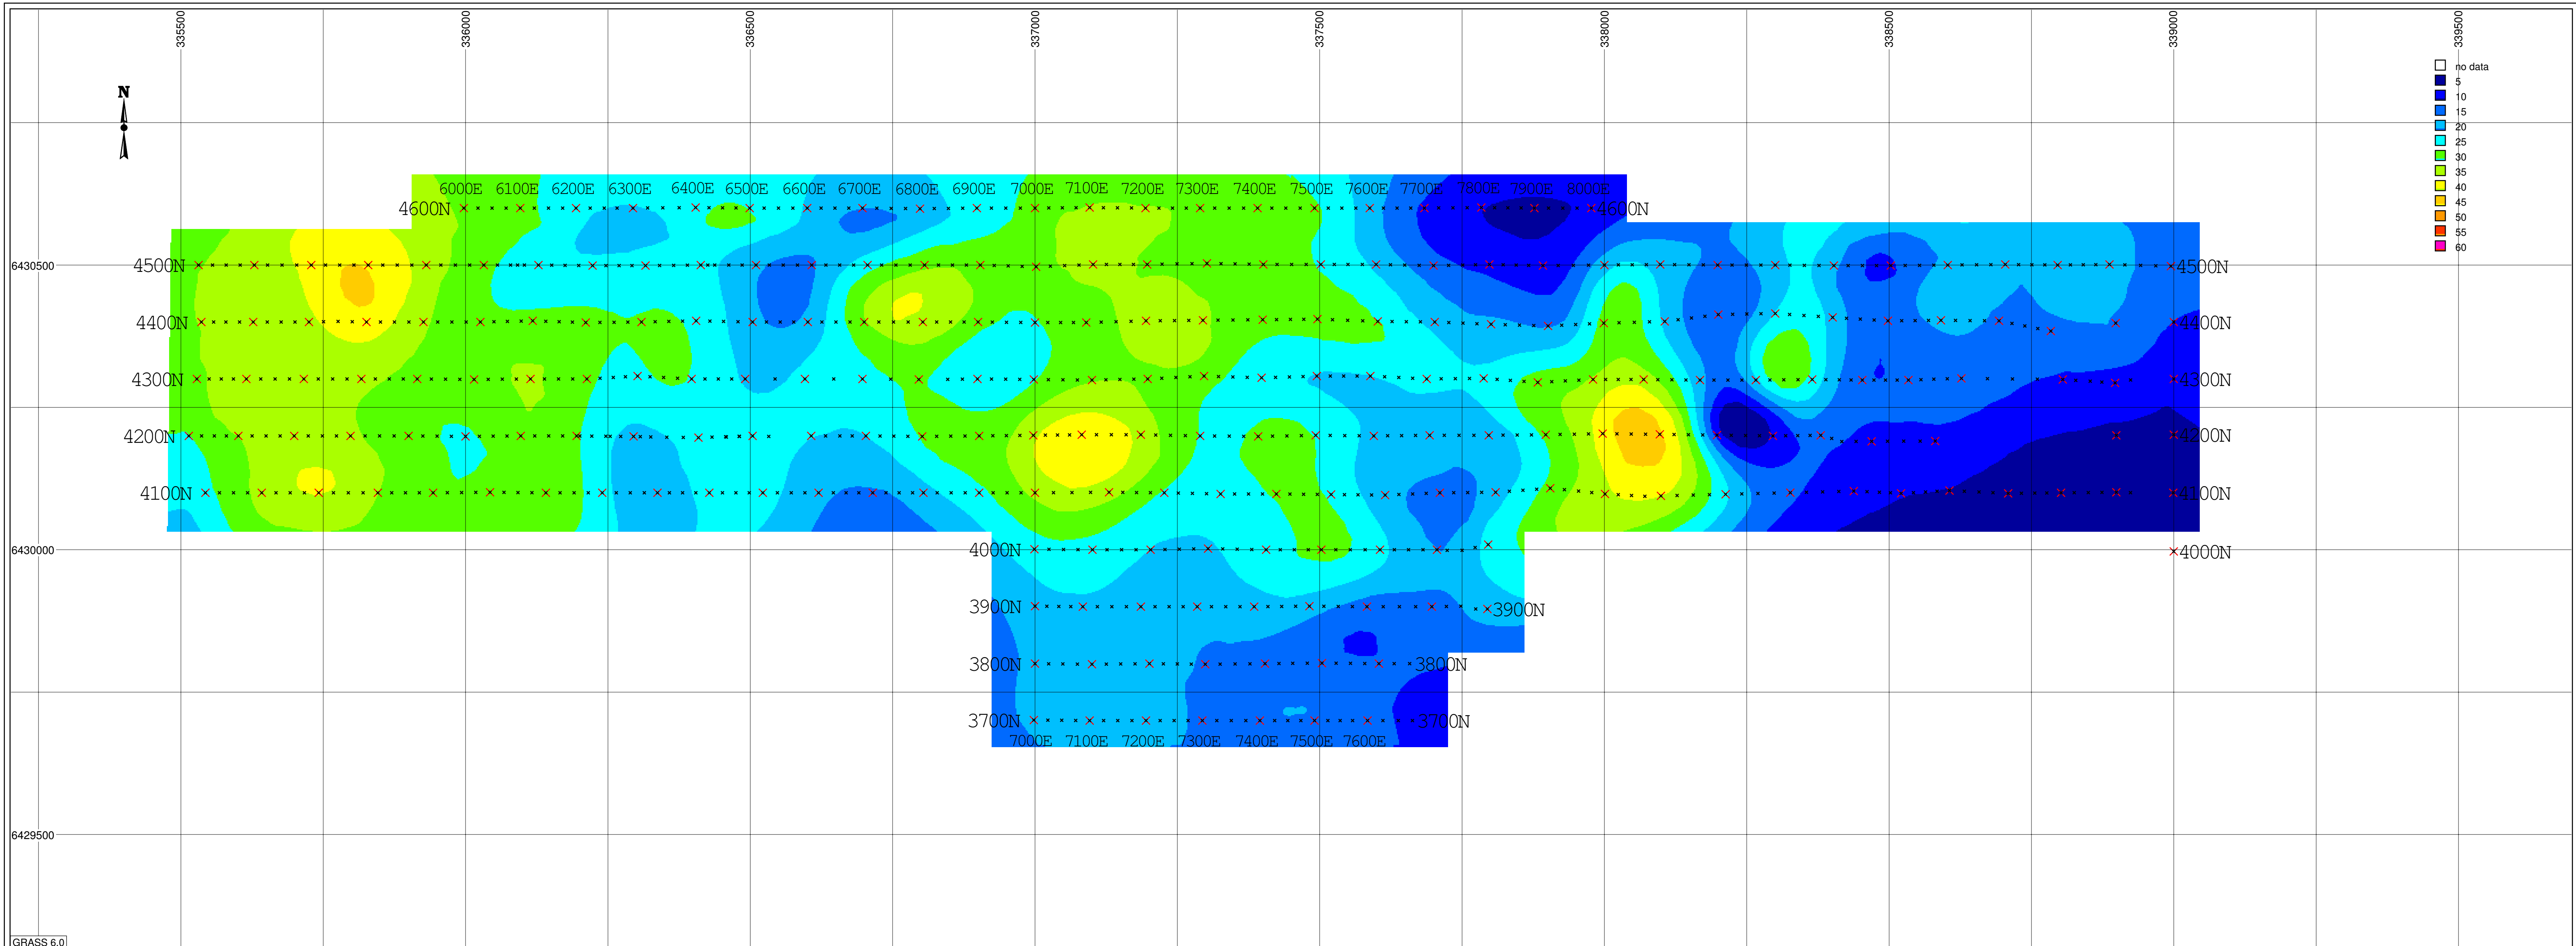 335500 336000 336500 337000 337500 338000 338500 339000 339500
no data
5
10
15
20
25
30
35
40
45
50
55
60
N
6000E 6100E 6200E 6300E 6400E 6500E 6600E 6700E 6800E 6900E 7000E 7100E 7200E 7300E 7400E 7500E 7600E 7700E 7800E 7900E 8000E
4600N 4600N
6430500 4500N 4500N
4400N 4400N
4300N 4300N
4200N 4200N
4100N 4100N
6430000 4000N 4000N
3900N 3900N
3800N 3800N
3700N 3700N
7000E 7100E 7200E 7300E 7400E 7500E 7600E
6429500
GRASS 6.0